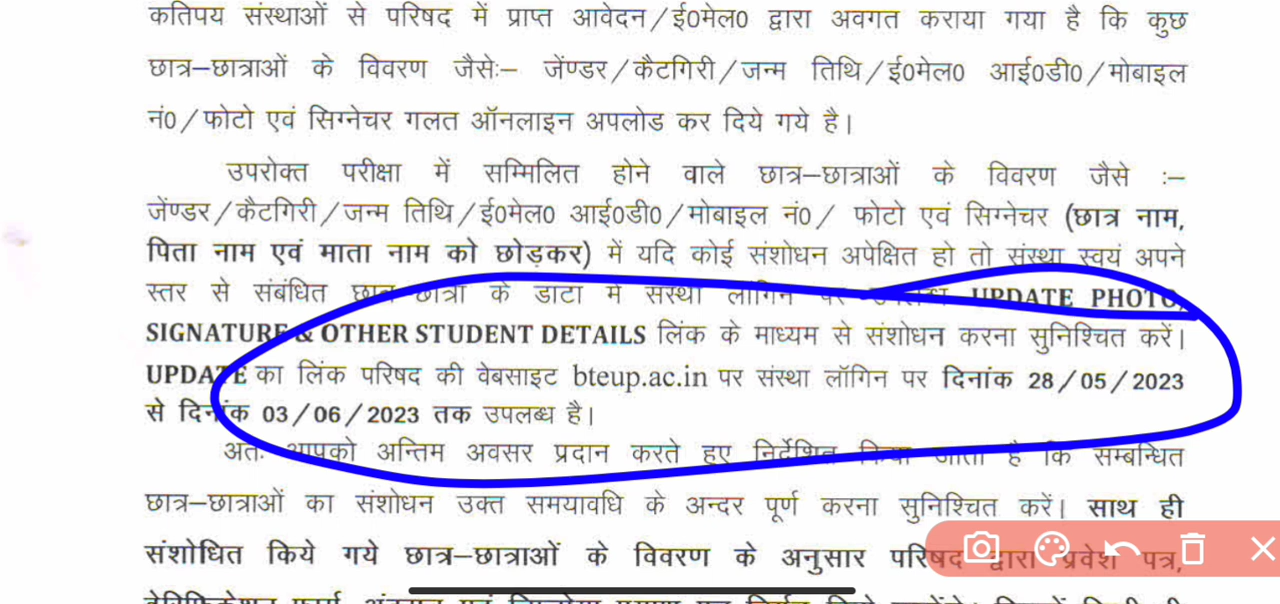 कतिपय संस्थाओं से परिषद में प्राप्त आवेदन/ई0मेल0 द्वारा अवगत कराया गया है कि कुछ
छात्र–छात्राओं के विवरण जैसेः– जेंण्डर/कैटगिरी/जन्म तिथि/ई0मेल0 आई0डी0/मोबाइल
नं0/फोटो एवं सिग्नेचर गलत ऑनलाइन अपलोड कर दिये गये है।
उपरोक्त परीक्षा में सम्मिलित होने वाले छात्र–छात्राओं के विवरण जैसे :–
जेंण्डर/कैटगिरी/जन्म तिथि/ई0मेल0 आई0डी0/मोबाइल नं0/ फोटो एवं सिग्नेचर (छात्र नाम,
पिता नाम एवं माता नाम को छोड़कर) में यदि कोई संशोधन अपेक्षित हो तो संस्था स्वयं अपने
स्तर से संबंधित छात्र छात्रा के डाटा में संस्था लॉगिन पर उपलब्ध UPDATE PHOTO,
SIGNATURE & OTHER STUDENT DETAILS लिंक के माध्यम से संशोधन करना सुनिश्चित करें।
UPDATE का लिंक परिषद की वेबसाइट bteup.ac.in पर संस्था लॉगिन पर दिनांक 28/05/2023
से दिनांक 03/06/2023 तक उपलब्ध है।
अतः आपको अन्तिम अवसर प्रदान करते हुए निर्देशित किया जाता है कि सम्बन्धित
छात्र–छात्राओं का संशोधन उक्त समयावधि के अन्दर पूर्ण करना सुनिश्चित करें। साथ ही
संशोधित किये गये छात्र–छात्राओं के विवरण के अनुसार परिषद द्वारा प्रवेश पत्र,